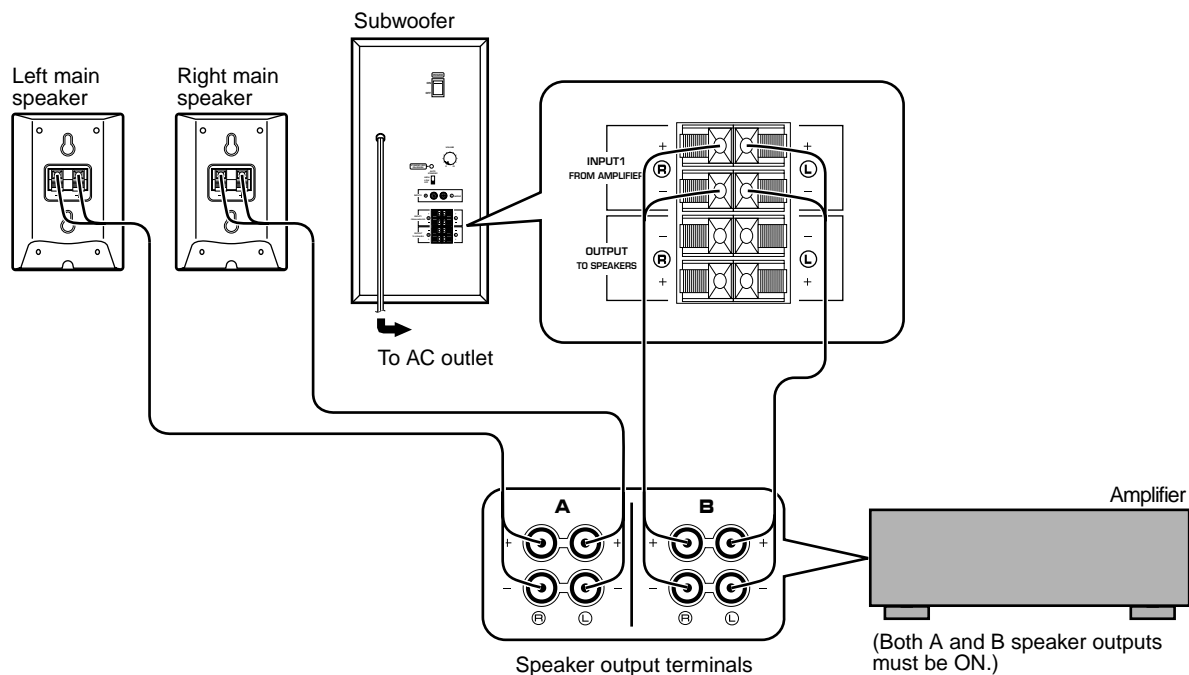 Subwoofer
Left main
speaker
Right main
speaker
To AC outlet
INPUT1
FROM AMPLIFIER
+
R
–
+
L
–
OUTPUT
TO SPEAKERS
–
R
+
–
L
+
A
B
+
+
+
+
–
–
–
–
R
L
R
L
Speaker output terminals
Amplifier
(Both A and B speaker outputs
must be ON.)